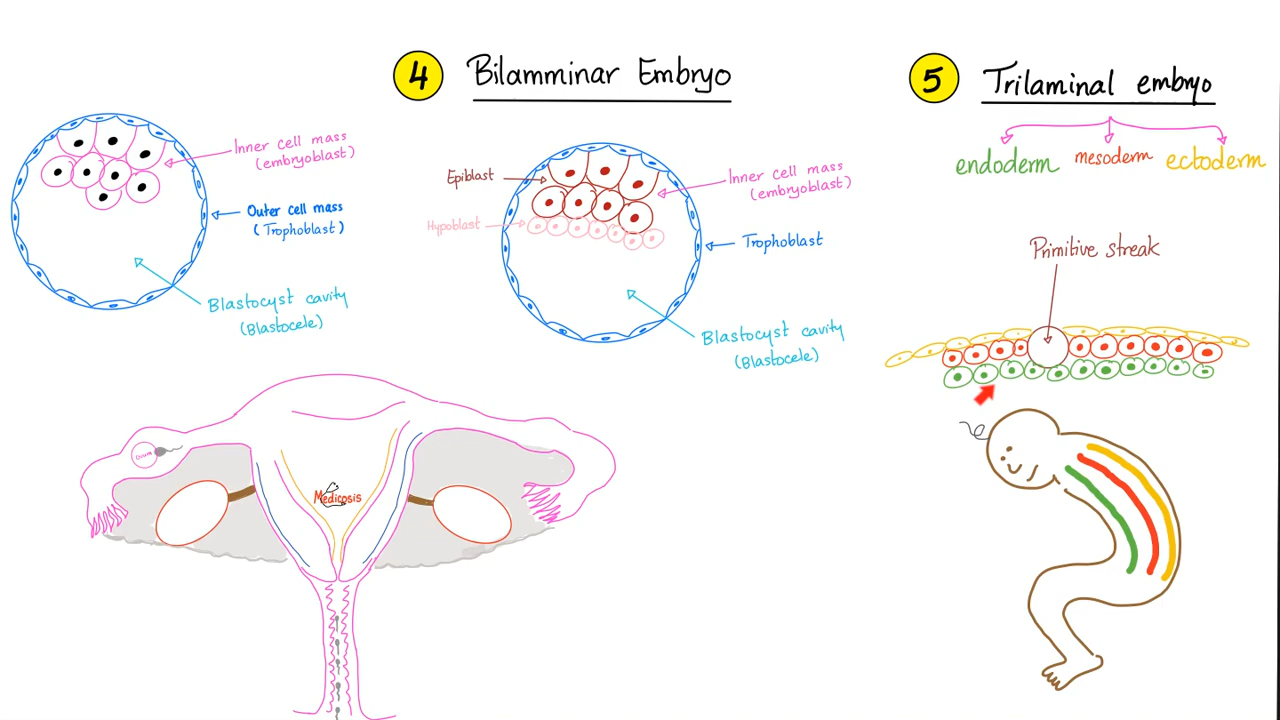 4 Bilamminar Embryo
5 Trilaminal embryo
endoderm mesoderm ectoderm
Inner cell mass
(embryoblast)
Outer cell mass
(Trophoblast)
Blastocyst cavity
(Blastocele)
Epiblast
Hypoblast
Inner cell mass
(embryoblast)
Trophoblast
Blastocyst cavity
(Blastocele)
Primitive streak
Ovum
Medicosis